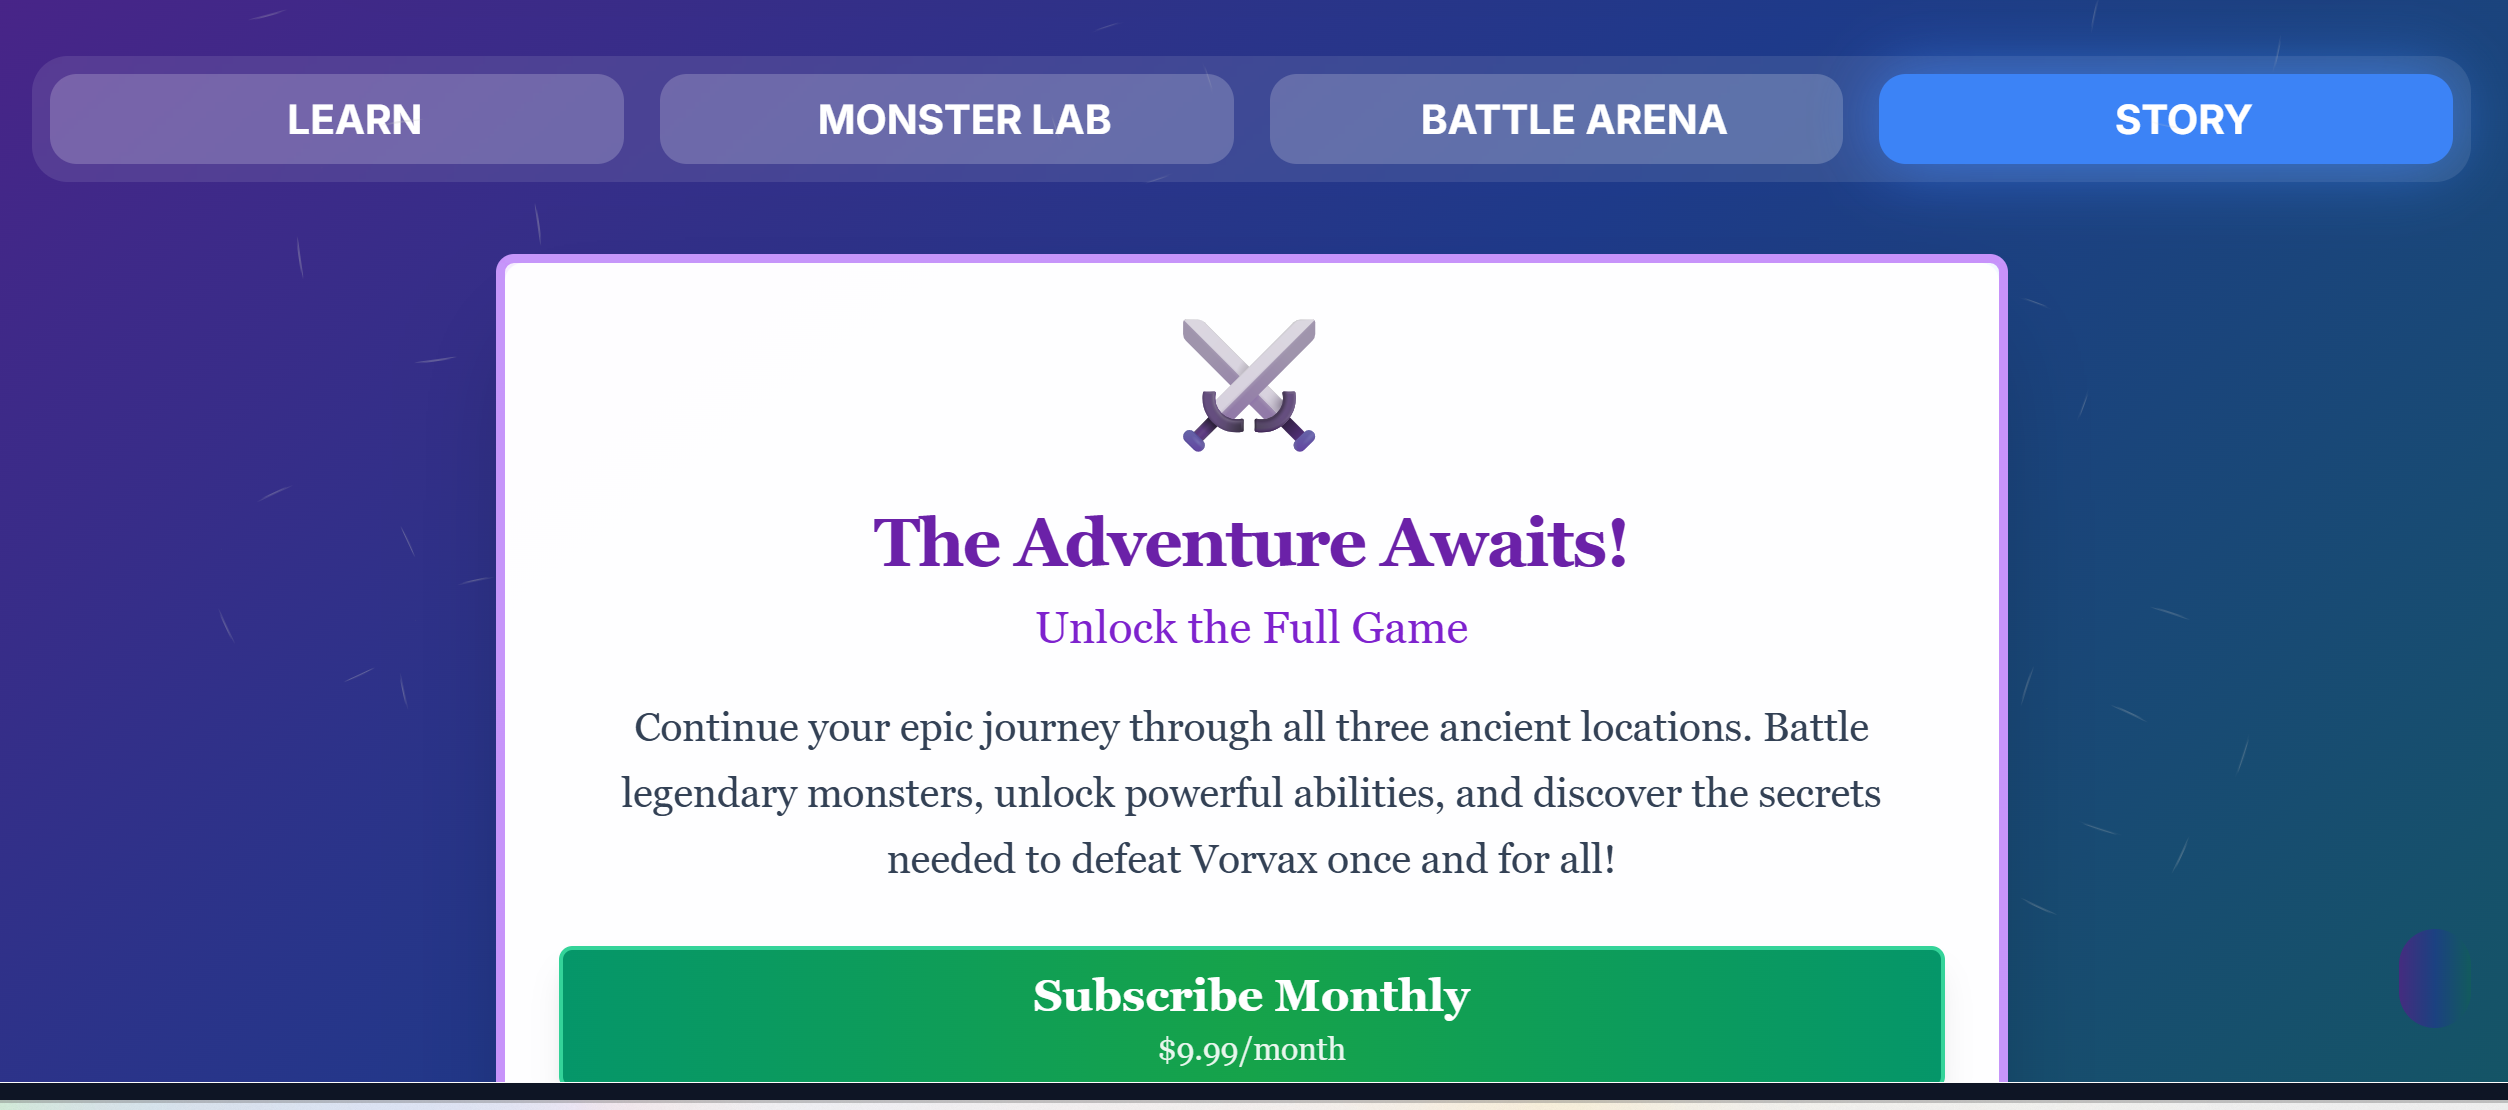 LEARN
MONSTER LAB
BATTLE ARENA
STORY
The Adventure Awaits!
Unlock the Full Game
Continue your epic journey through all three ancient locations. Battle
legendary monsters, unlock powerful abilities, and discover the secrets
needed to defeat Vorvax once and for all!
Subscribe Monthly
$9.99/month